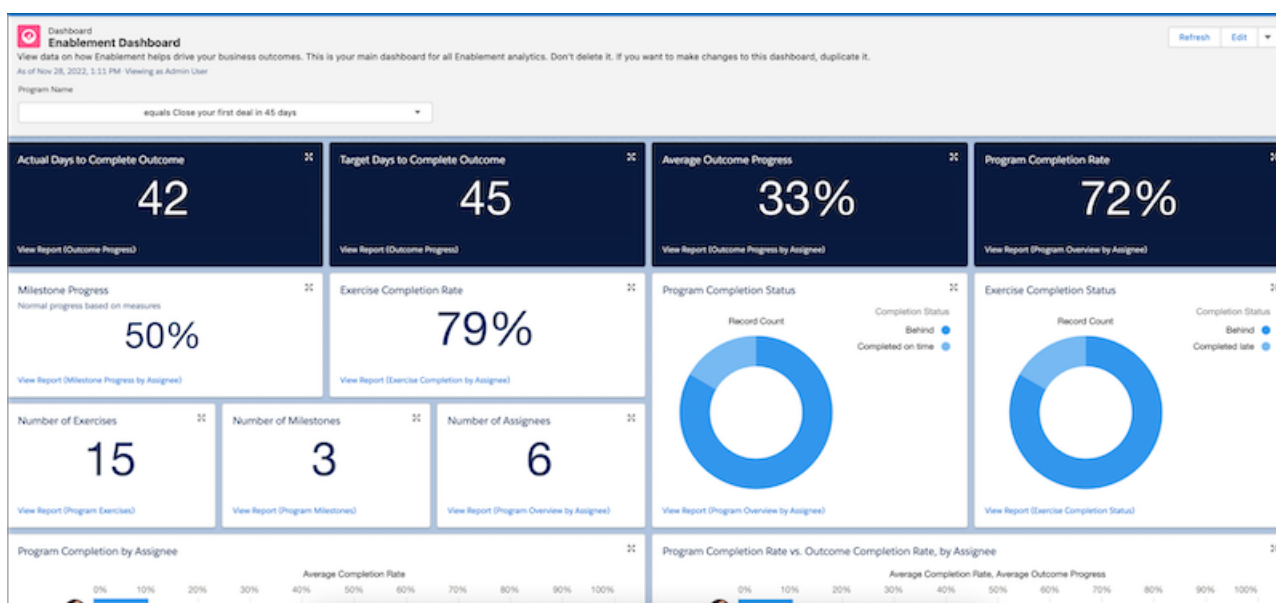 Dashboard
Enablement Dashboard
View data on how Enablement helps drive your business outcomes. This is your main dashboard for all Enablement analytics. Don't delete it. If you want to make changes to this dashboard, duplicate it.
As of Nov 28, 2022, 1:11 PM·Viewing as Admin User
Refresh Edit
Program Name
equals Close your first deal in 45 days
Actual Days to Complete Outcome
42
View Report (Outcome Progress)
Target Days to Complete Outcome
45
View Report (Outcome Progress)
Average Outcome Progress
33%
View Report (Outcome Progress by Assignee)
Program Completion Rate
72%
View Report (Program Overview by Assignee)
Milestone Progress
Normal progress based on measures
50%
View Report (Milestone Progress by Assignee)
Exercise Completion Rate
79%
View Report (Exercise Completion by Assignee)
Program Completion Status
Completion Status
Record Count
Behind
Completed on time
View Report (Program Overview by Assignee)
Exercise Completion Status
Completion Status
Record Count
Behind
Completed late
View Report (Exercise Completion Status)
Number of Exercises
15
View Report (Program Exercises)
Number of Milestones
3
View Report (Program Milestones)
Number of Assignees
6
View Report (Program Overview by Assignee)
Program Completion by Assignee
Average Completion Rate
0% 10% 20% 30% 40% 50% 60% 70% 80% 90% 100%
Program Completion Rate vs. Outcome Completion Rate, by Assignee
Average Completion Rate, Average Outcome Progress
0% 10% 20% 30% 40% 50% 60% 70% 80% 90% 100%